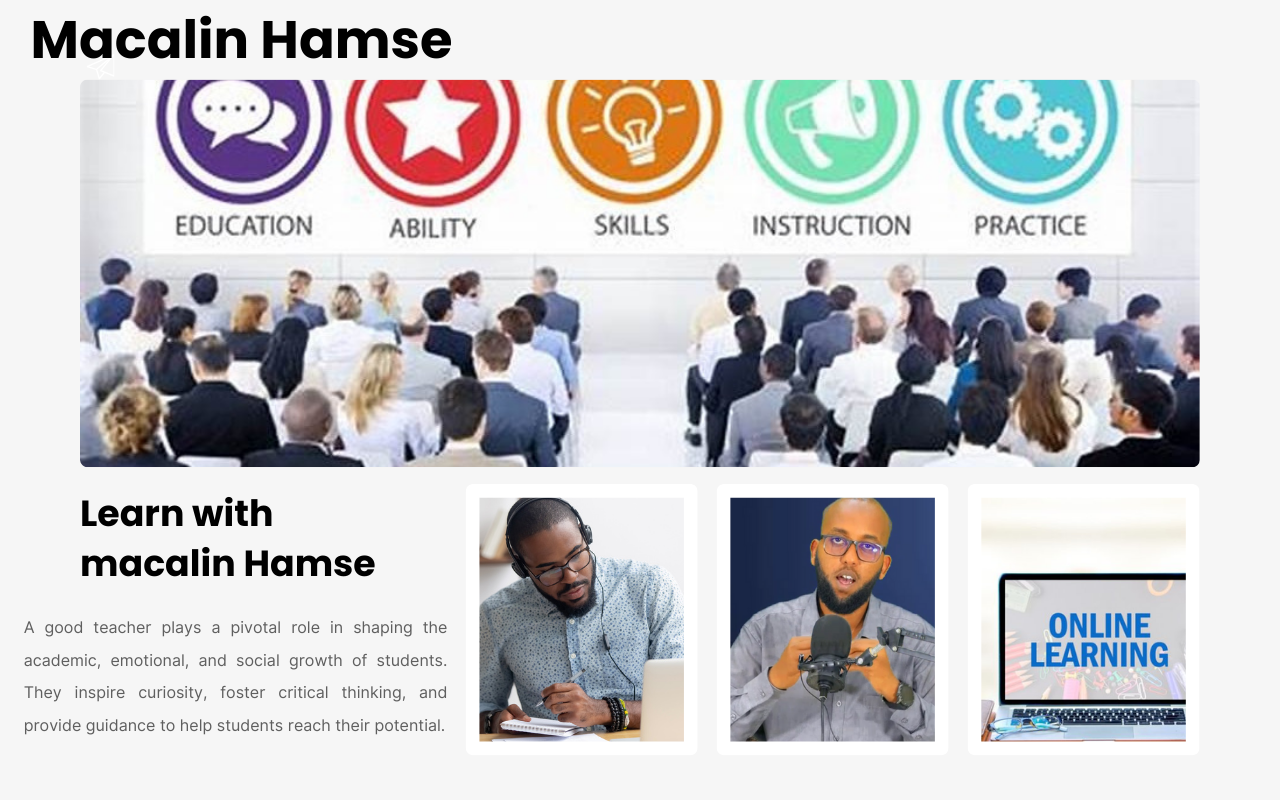 Macalin Hamse
EDUCATION
ABILITY
SKILLS
INSTRUCTION
PRACTICE
Learn with
macalin Hamse
A good teacher plays a pivotal role in shaping the
academic, emotional, and social growth of students.
They inspire curiosity, foster critical thinking, and
provide guidance to help students reach their potential.
ONLINE
LEARNING